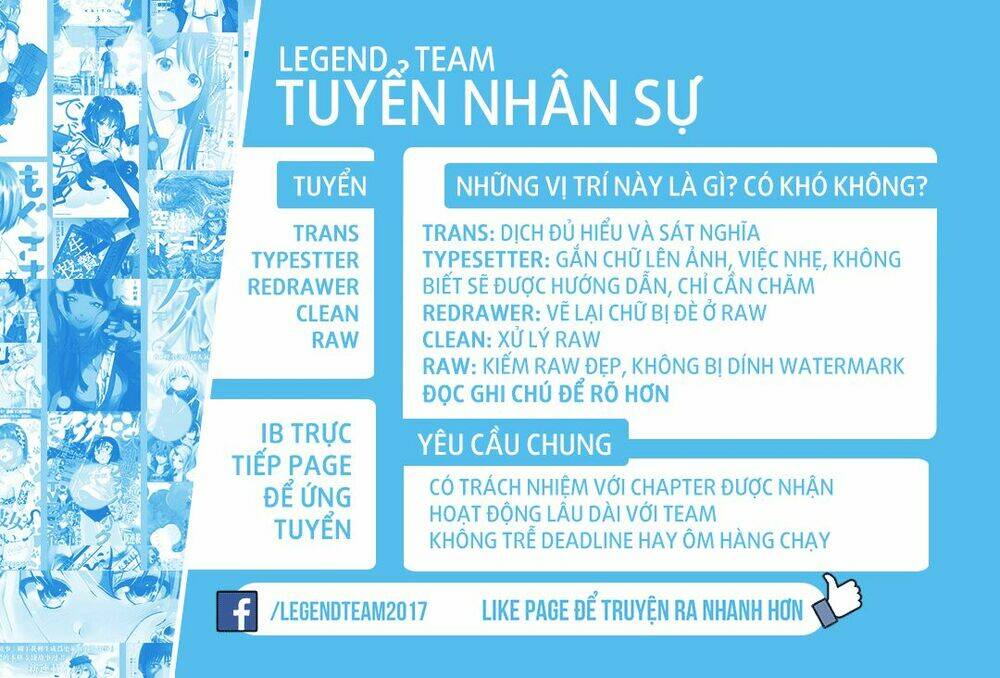 LEGEND TEAM
TUYỂN NHÂN SỰ
TUYỂN
TRANS
TYPESTTER
REDRAWER
CLEAN
RAW
IB TRỰC
TIẾP PAGE
ĐỂ ỨNG
TUYỂN
NHỮNG VỊ TRÍ NÀY LÀ GÌ? CÓ KHÓ KHÔNG?
TRANS: DỊCH ĐỦ HIỂU VÀ SÁT NGHĨA
TYPESETTER: GẮN CHỮ LÊN ẢNH, VIỆC NHẸ, KHÔNG
BIẾT SẼ ĐƯỢC HƯỚNG DẪN, CHỈ CẦN CHĂM
REDRAWER: VẼ LẠI CHỮ BỊ ĐÈ Ở RAW
CLEAN: XỬ LÝ RAW
RAW: KIẾM RAW ĐẸP, KHÔNG BỊ DÍNH WATERMARK
ĐỌC GHI CHÚ ĐỂ RÕ HƠN
YÊU CẦU CHUNG
CÓ TRÁCH NHIỆM VỚI CHAPTER ĐƯỢC NHẬN
HOẠT ĐỘNG LÂU DÀI VỚI TEAM
KHÔNG TRỄ DEADLINE HAY ÔM HÀNG CHẠY
/LEGENDTEAM2017
LIKE PAGE ĐỂ TRUYỆN RA NHANH HƠN